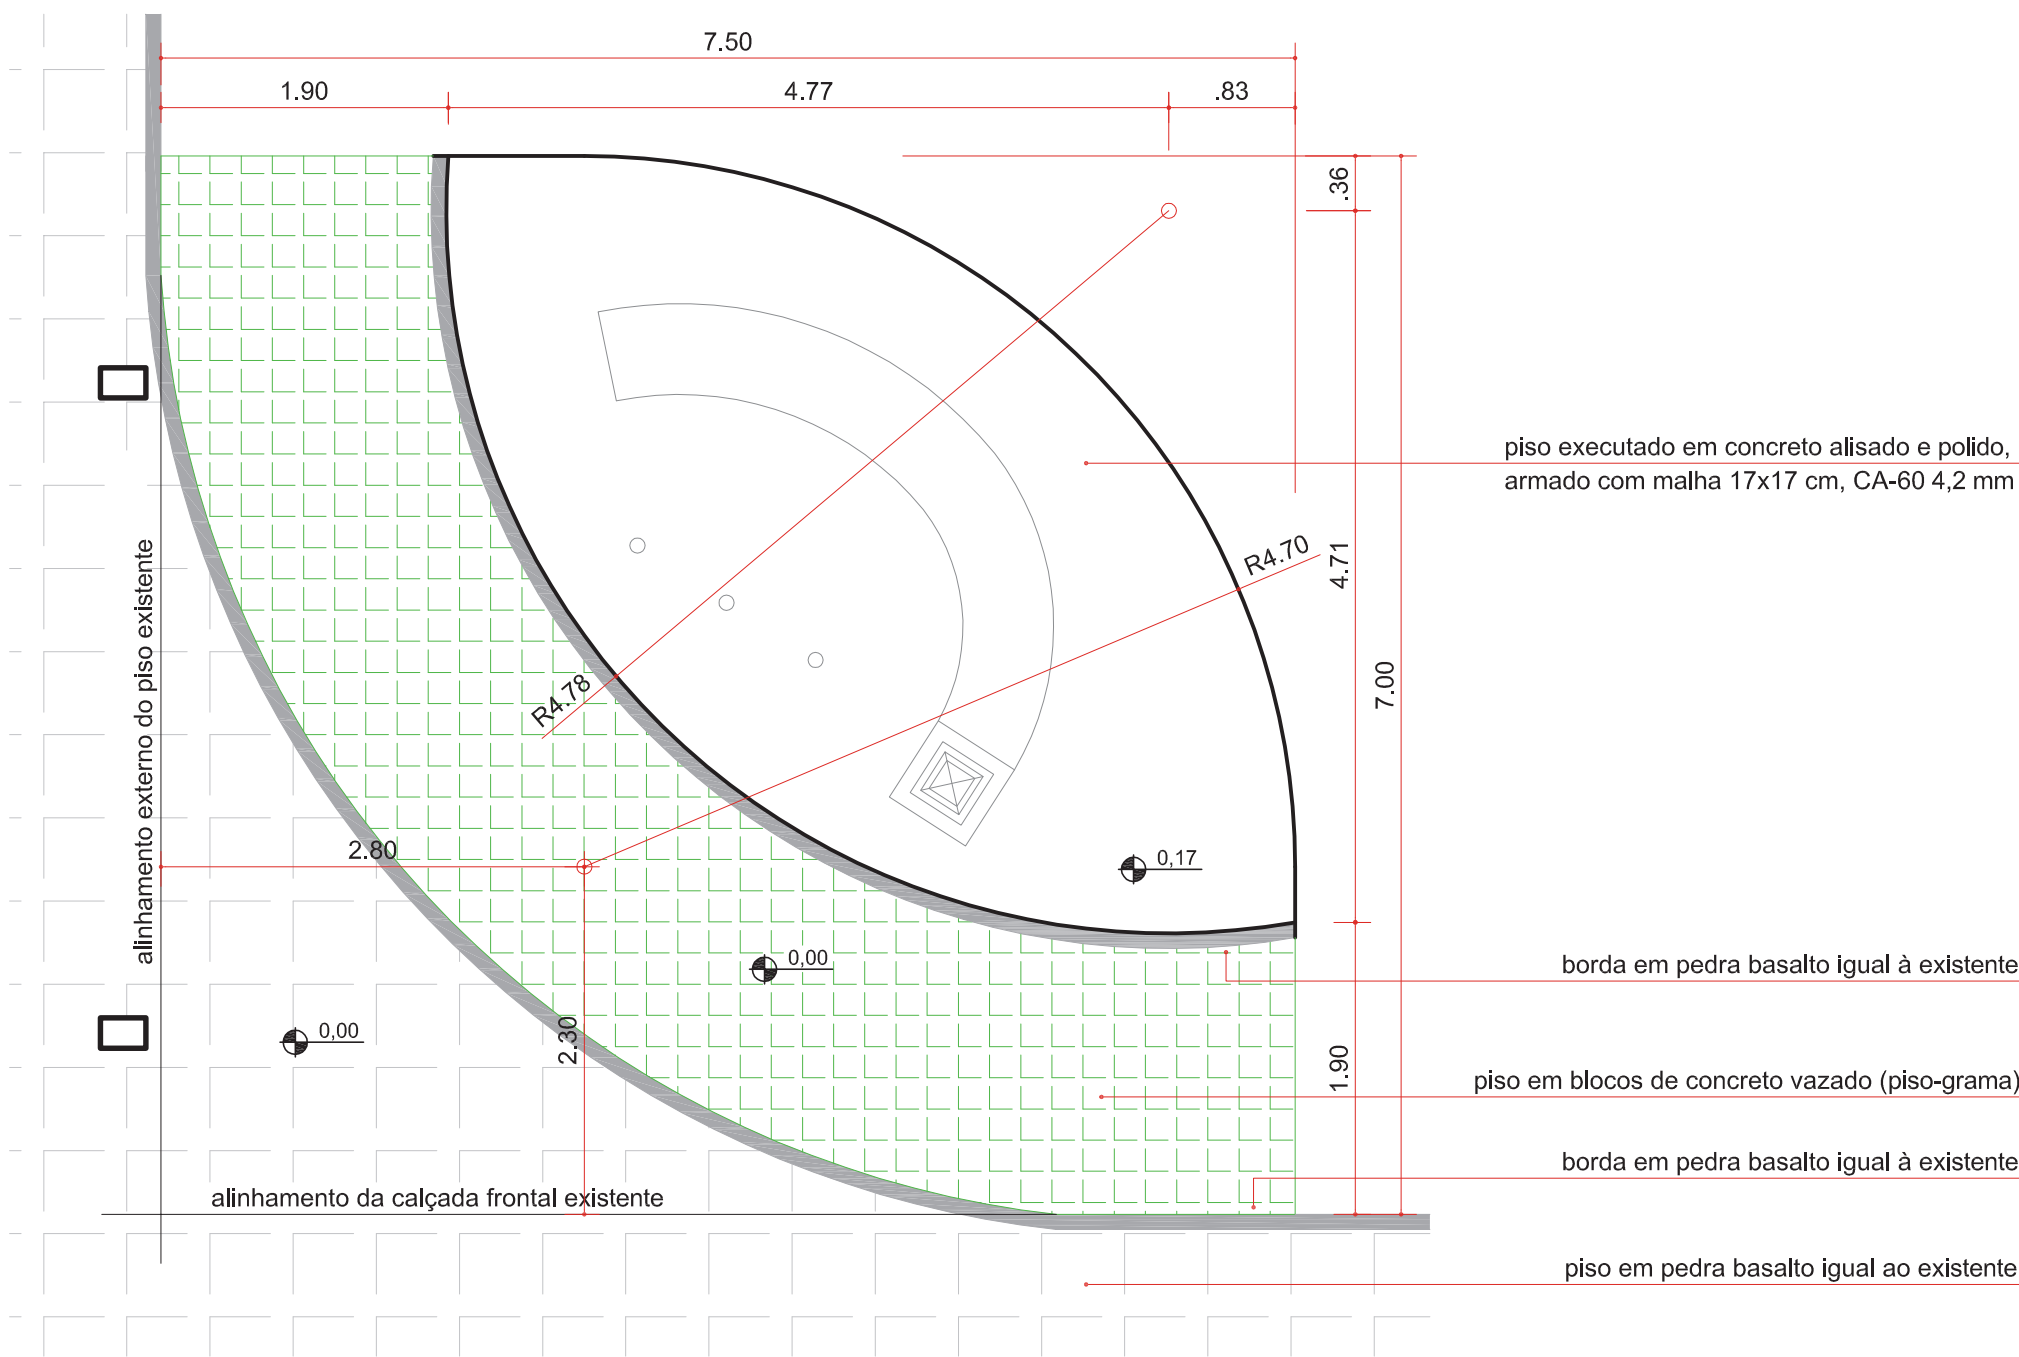 7.50
1.90
4.77
.83
.36
piso executado em concreto alisado e polido,
armado com malha 17x17 cm, CA-60 4,2 mm
R4.70
4.71
alinhamento externo do piso existente
7.00
R4.78
2.80
0,17
0,00
borda em pedra basalto igual à existente
0,00
2.30
1.90
piso em blocos de concreto vazado (piso-grama)
borda em pedra basalto igual à existente
alinhamento da calçada frontal existente
piso em pedra basalto igual ao existente